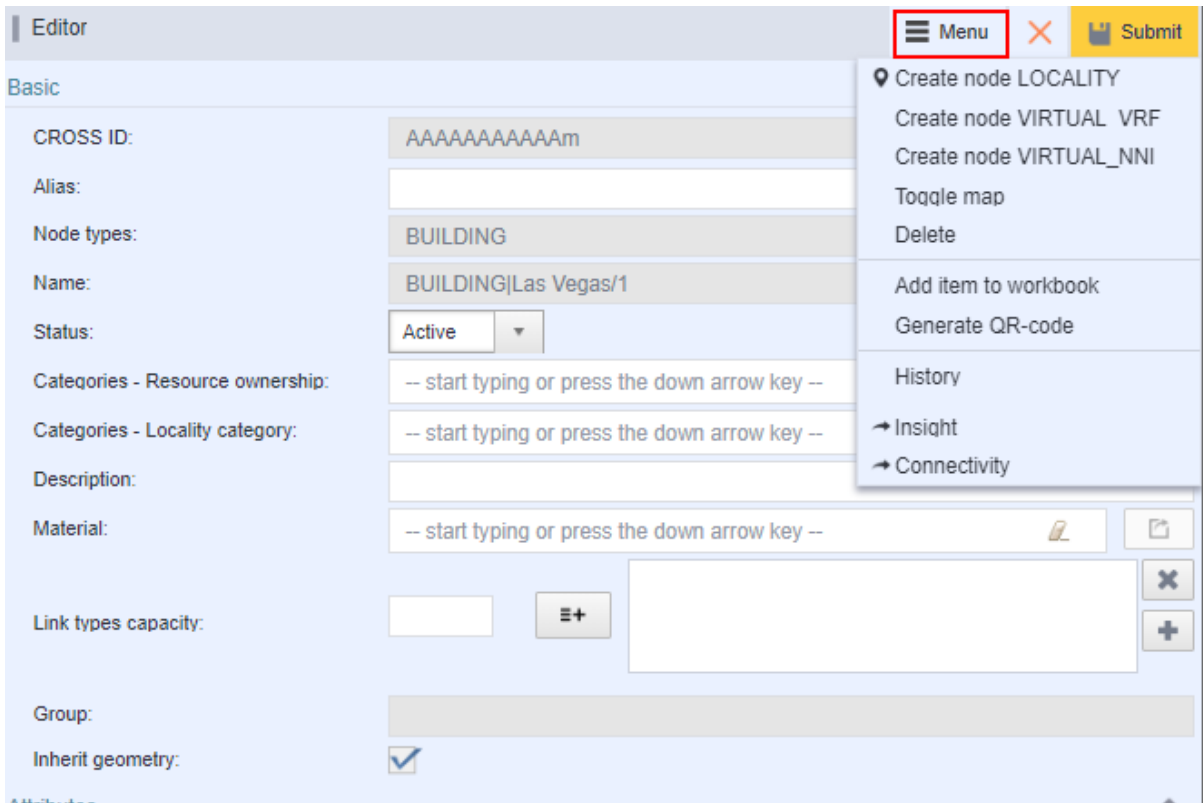 Editor
Menu
Submit
Basic
Create node LOCALITY
Create node VIRTUAL_VRF
Create node VIRTUAL_NNI
Toggle map
Delete
Add item to workbook
Generate QR-code
History
Insight
Connectivity
CROSS ID: AAAAAAAAAAAm
Alias:
Node types: BUILDING
Name: BUILDING|Las Vegas/1
Status: Active
Categories - Resource ownership: -- start typing or press the down arrow key --
Categories - Locality category: -- start typing or press the down arrow key --
Description:
Material: -- start typing or press the down arrow key --
Link types capacity:
Group:
Inherit geometry:
Attributes